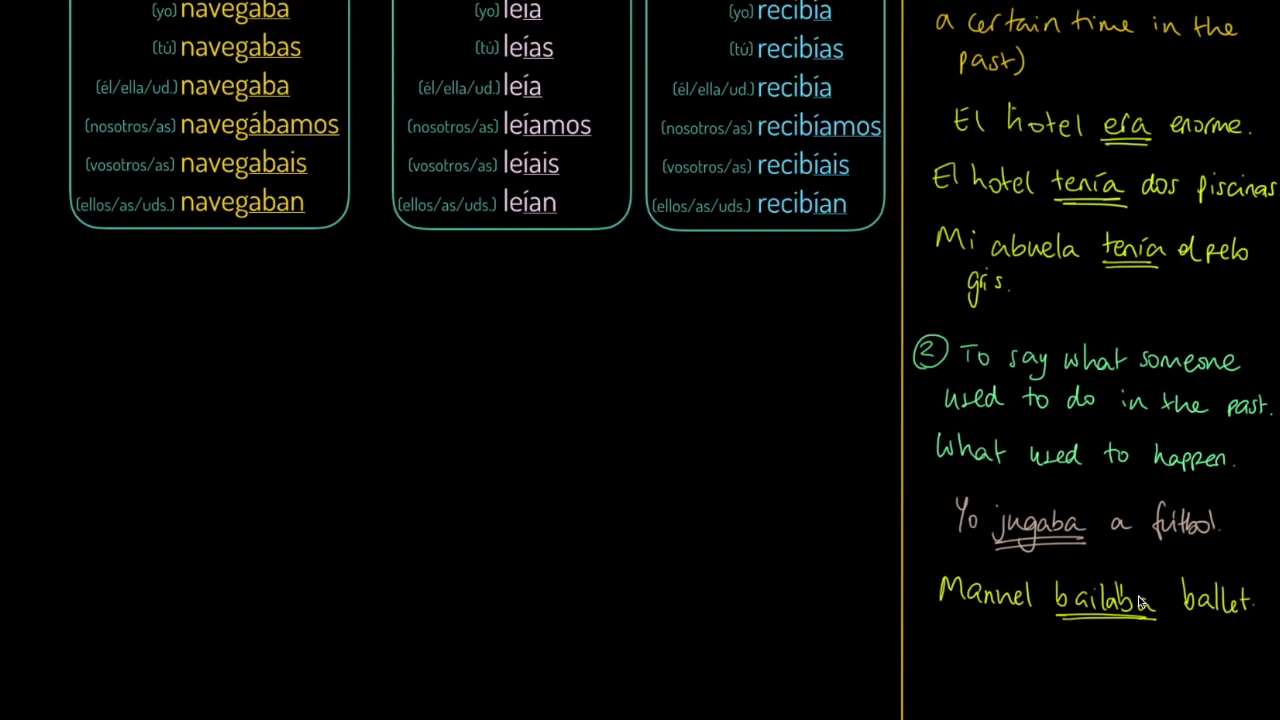 (yo) navegaba
(tú) navegabas
(él/ella/ud.) navegaba
(nosotros/as) navegábamos
(vosotros/as) navegabais
(ellos/as/uds.) navegaban
(yo) leía
(tú) leías
(él/ella/ud.) leía
(nosotros/as) leíamos
(vosotros/as) leíais
(ellos/as/uds.) leían
(yo) recibía
(tú) recibías
(él/ella/ud.) recibía
(nosotros/as) recibíamos
(vosotros/as) recibíais
(ellos/as/uds.) recibían
a certain time in the
past)
El hotel era enorme.
El hotel tenía dos piscinas
Mi abuela tenía el pelo
gris.
② To say what someone
used to do in the past.
What used to happen.
Yo jugaba a fútbol.
Manuel bailaba ballet.